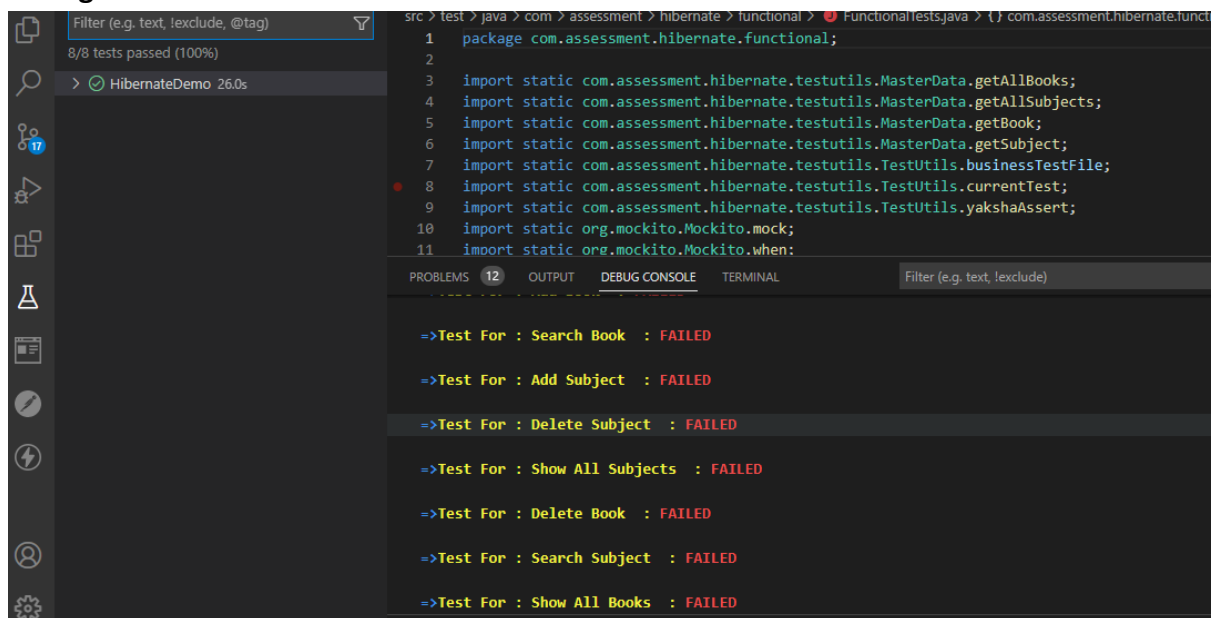 Filter (e.g. text, !exclude, @tag)
8/8 tests passed (100%)
HibernateDemo 26.0s
17
src > test > java > com > assessment > hibernate > functional > FunctionalTests.java > {} com.assessment.hibernate.functi
1 package com.assessment.hibernate.functional;
2
3 import static com.assessment.hibernate.testutils.MasterData.getAllBooks;
4 import static com.assessment.hibernate.testutils.MasterData.getAllSubjects;
5 import static com.assessment.hibernate.testutils.MasterData.getBook;
6 import static com.assessment.hibernate.testutils.MasterData.getSubject;
7 import static com.assessment.hibernate.testutils.TestUtils.businessTestFile;
8 import static com.assessment.hibernate.testutils.TestUtils.currentTest;
9 import static com.assessment.hibernate.testutils.TestUtils.yakshaAssert;
10 import static org.mockito.Mockito.mock;
11 import static org.mockito.Mockito.when;
PROBLEMS 12 OUTPUT DEBUG CONSOLE TERMINAL Filter (e.g. text, !exclude)
=>Test For : Search Book : FAILED
=>Test For : Add Subject : FAILED
=>Test For : Delete Subject : FAILED
=>Test For : Show All Subjects : FAILED
=>Test For : Delete Book : FAILED
=>Test For : Search Subject : FAILED
=>Test For : Show All Books : FAILED